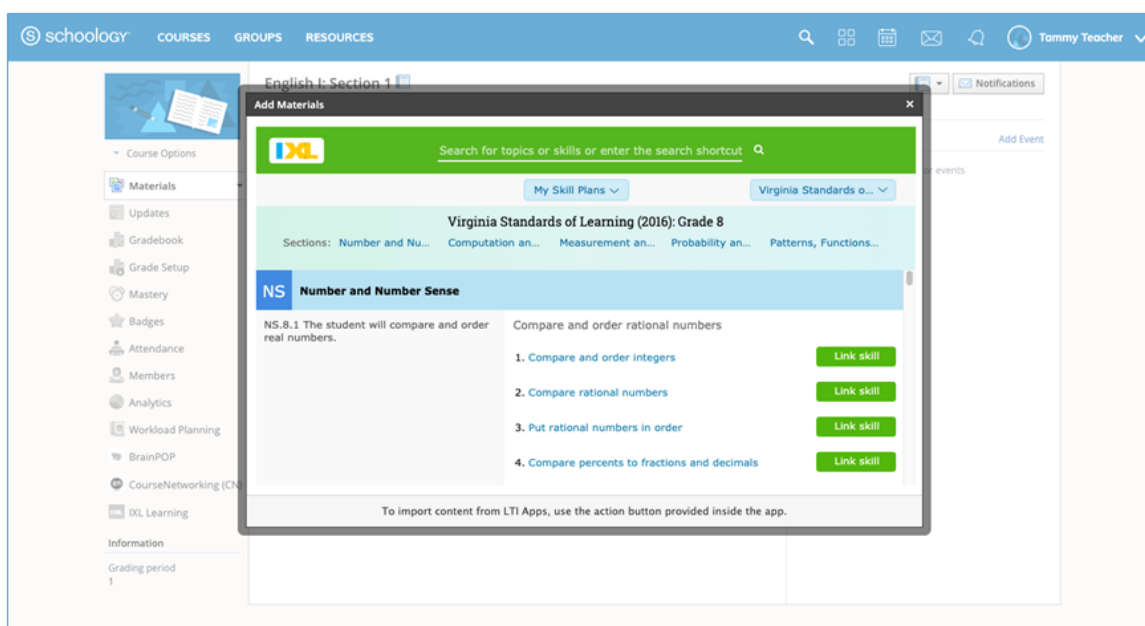 schoology COURSES GROUPS RESOURCES Tammy Teacher
English I: Section 1 Notifications
Add Materials
IXL Search for topics or skills or enter the search shortcut
My Skill Plans Virginia Standards o...
Virginia Standards of Learning (2016): Grade 8
Sections: Number and Nu... Computation an... Measurement an... Probability an... Patterns, Functions...
NS Number and Number Sense
NS.8.1 The student will compare and order
real numbers.
Compare and order rational numbers
1. Compare and order integers Link skill
2. Compare rational numbers Link skill
3. Put rational numbers in order Link skill
4. Compare percents to fractions and decimals Link skill
To import content from LTI Apps, use the action button provided inside the app.
Course Options
Materials
Updates
Gradebook
Grade Setup
Mastery
Badges
Attendance
Members
Analytics
Workload Planning
BrainPOP
CourseNetworking (CN)
IXL Learning
Information
Grading period
1
Add Event
events